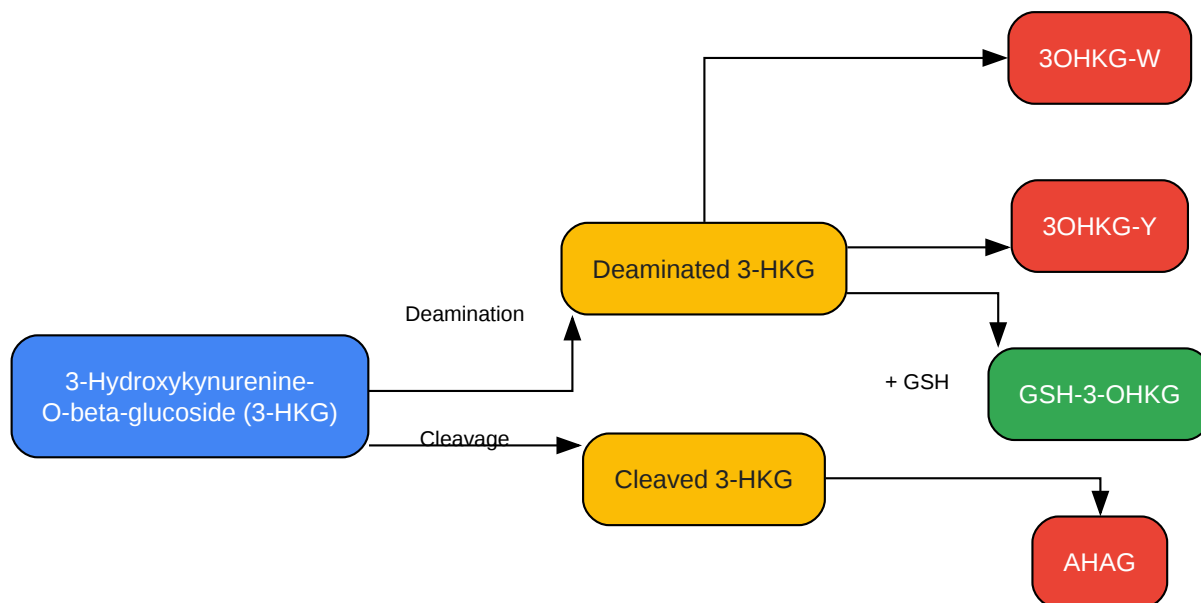 3OHKG-W
3OHKG-Y
Deaminated 3-HKG
Deamination
3-Hydroxykynurenine-
O-beta-glucoside (3-HKG)
+ GSH
GSH-3-OHKG
Cleavage
Cleaved 3-HKG
AHAG